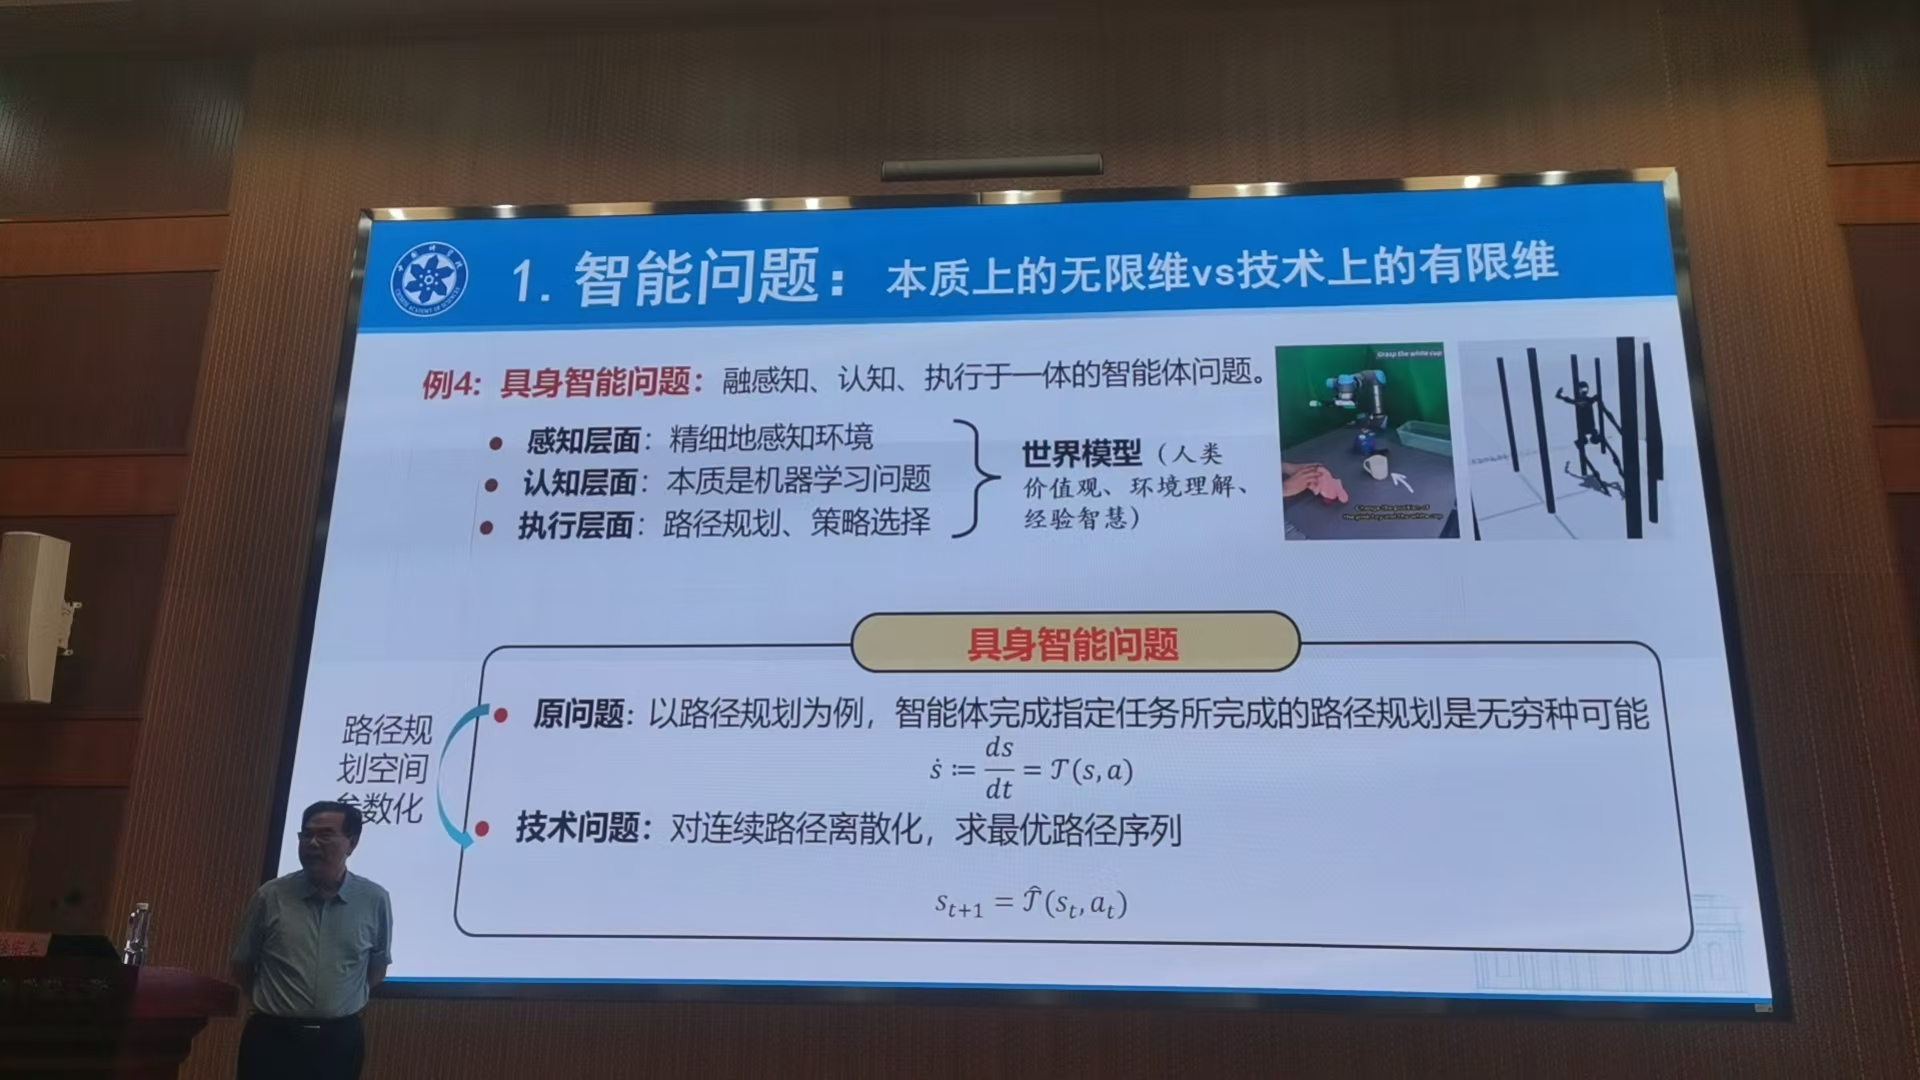 1. 智能问题：本质上的无限维vs技术上的有限维
例4：具身智能问题：融感知、认知、执行于一体的智能体问题。
感知层面：精细地感知环境
认知层面：本质是机器学习问题
执行层面：路径规划、策略选择
世界模型（人类
价值观、环境理解、
经验智慧）
Grasp the white cup
具身智能问题
原问题：以路径规划为例，智能体完成指定任务所完成的路径规划是无穷种可能
ṡ ≔ ds/dt = 𝒯(s, a)
技术问题：对连续路径离散化，求最优路径序列
s_{t+1} = 𝒯̂(s_t, a_t)
路径规
划空间
参数化